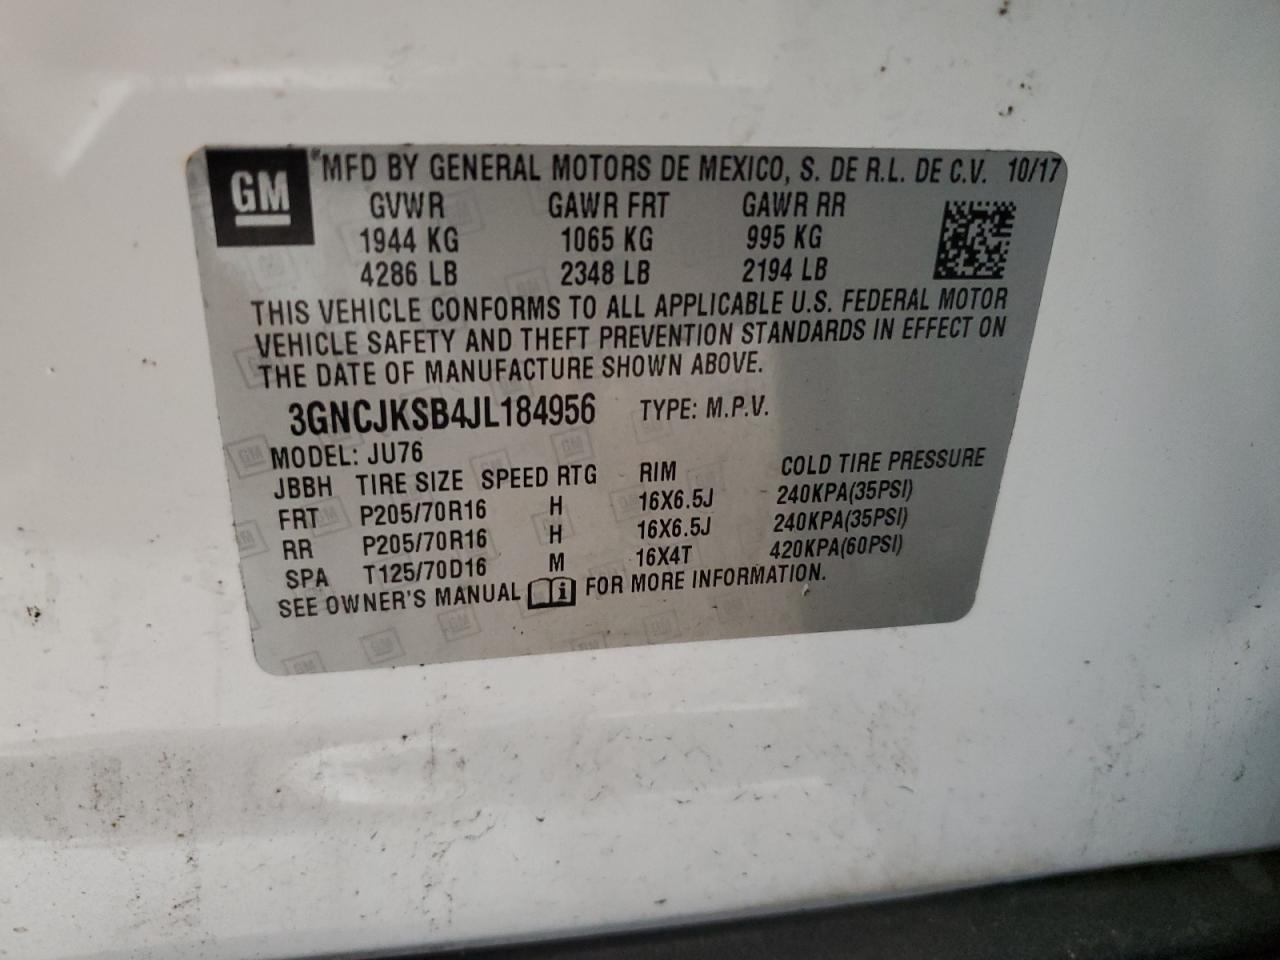 GM
®MFD BY GENERAL MOTORS DE MEXICO, S. DE R.L. DE C.V. 10/17
GVWR GAWR FRT GAWR RR
1944 KG 1065 KG 995 KG
4286 LB 2348 LB 2194 LB
THIS VEHICLE CONFORMS TO ALL APPLICABLE U.S. FEDERAL MOTOR
VEHICLE SAFETY AND THEFT PREVENTION STANDARDS IN EFFECT ON
THE DATE OF MANUFACTURE SHOWN ABOVE.
3GNCJKSB4JL184956 TYPE: M.P.V.
MODEL: JU76
JBBH TIRE SIZE SPEED RTG RIM COLD TIRE PRESSURE
FRT P205/70R16 H 16X6.5J 240KPA(35PSI)
RR P205/70R16 H 16X6.5J 240KPA(35PSI)
SPA T125/70D16 M 16X4T 420KPA(60PSI)
SEE OWNER'S MANUAL i FOR MORE INFORMATION.